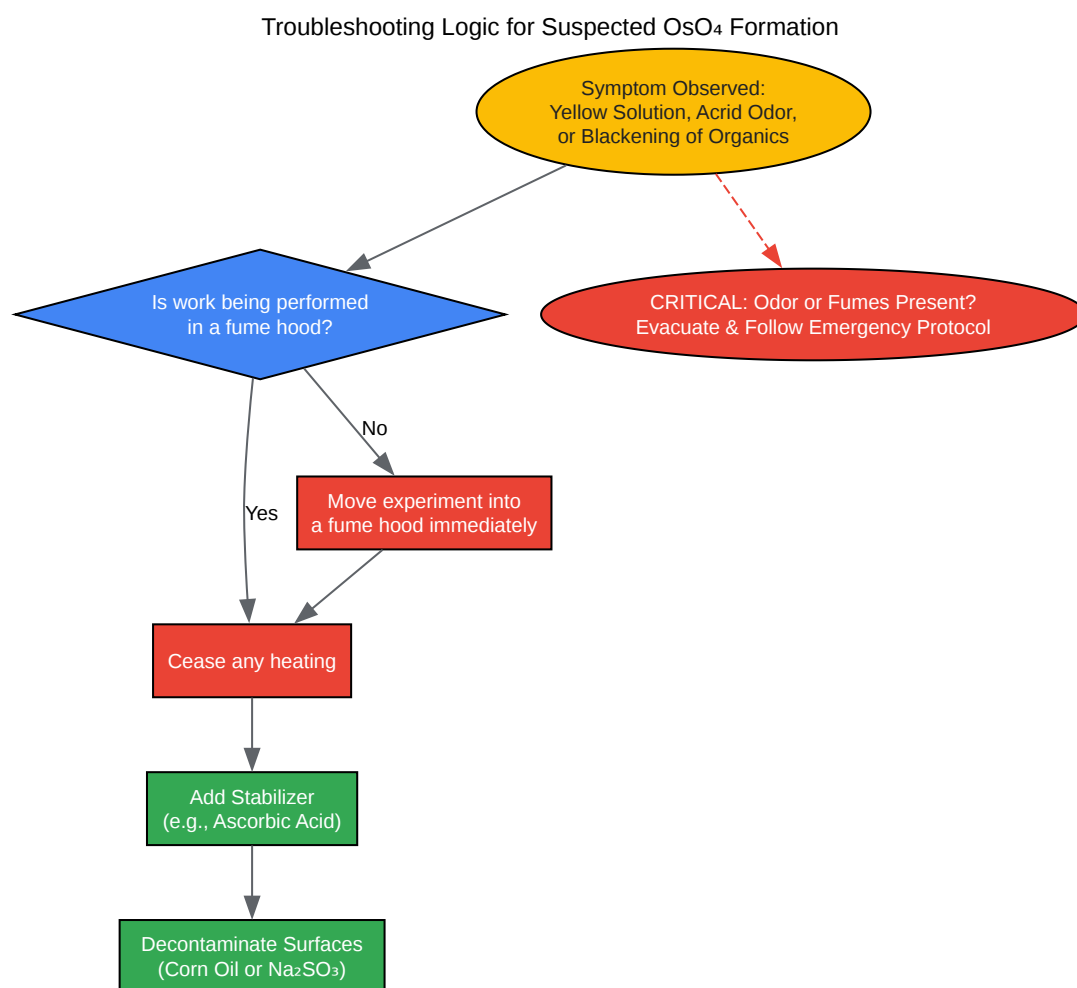 Troubleshooting Logic for Suspected OsO₄ Formation
Symptom Observed:
Yellow Solution, Acrid Odor,
or Blackening of Organics
Is work being performed
in a fume hood?
CRITICAL: Odor or Fumes Present?
Evacuate & Follow Emergency Protocol
No
Move experiment into
a fume hood immediately
Yes
Cease any heating
Add Stabilizer
(e.g., Ascorbic Acid)
Decontaminate Surfaces
(Corn Oil or Na₂SO₃)